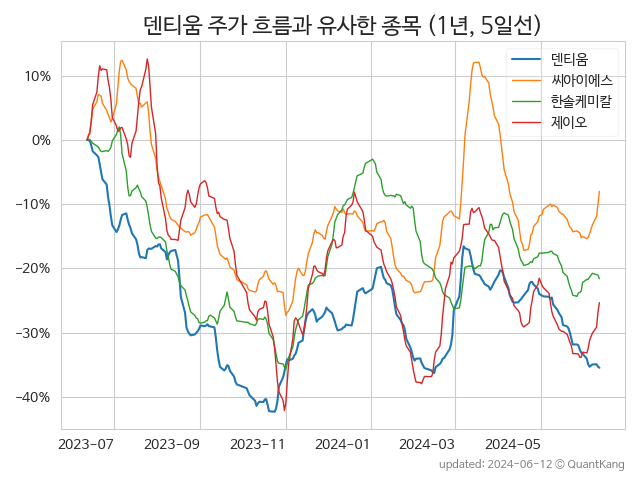 덴티움 주가 흐름과 유사한 종목 (1년, 5일선)
덴티움
씨아이에스
한솔케미칼
제이오
10%
0%
−10%
−20%
−30%
−40%
2023-07
2023-09
2023-11
2024-01
2024-03
2024-05
updated: 2024-06-12 © QuantKang